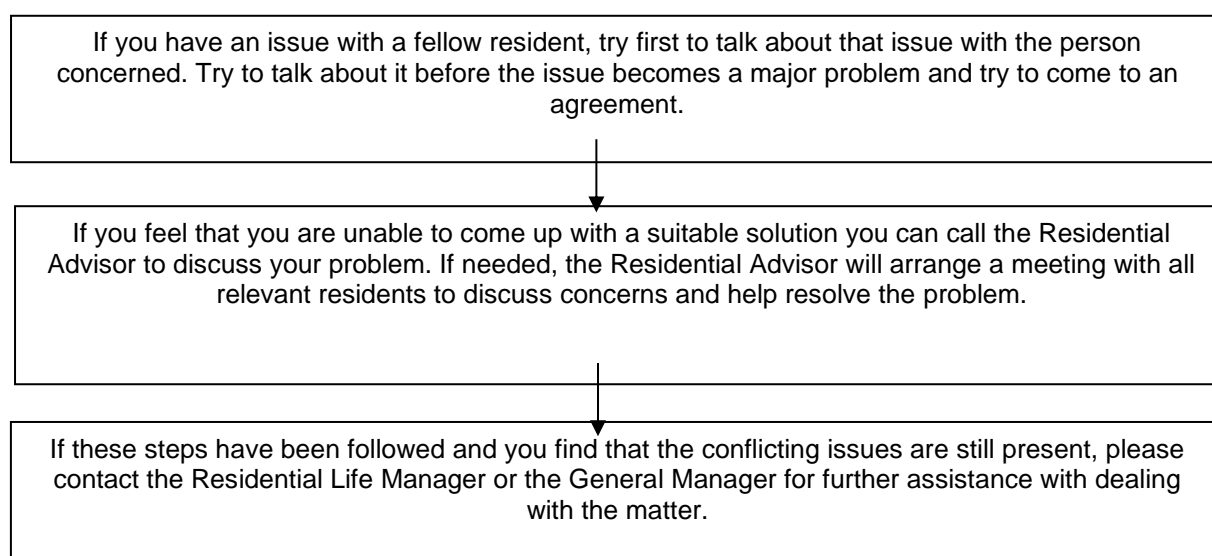 If you have an issue with a fellow resident, try first to talk about that issue with the person
concerned. Try to talk about it before the issue becomes a major problem and try to come to an
agreement.
If you feel that you are unable to come up with a suitable solution you can call the Residential
Advisor to discuss your problem. If needed, the Residential Advisor will arrange a meeting with all
relevant residents to discuss concerns and help resolve the problem.
If these steps have been followed and you find that the conflicting issues are still present, please
contact the Residential Life Manager or the General Manager for further assistance with dealing
with the matter.